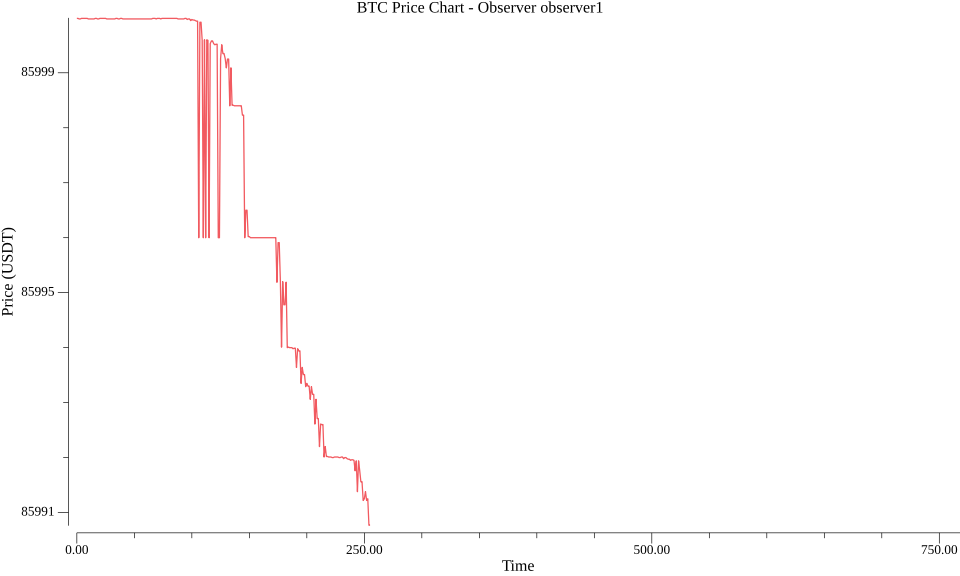 BTC Price Chart - Observer observer1
85999
85995
85991
Price (USDT)
0.00 250.00 500.00 750.00
Time